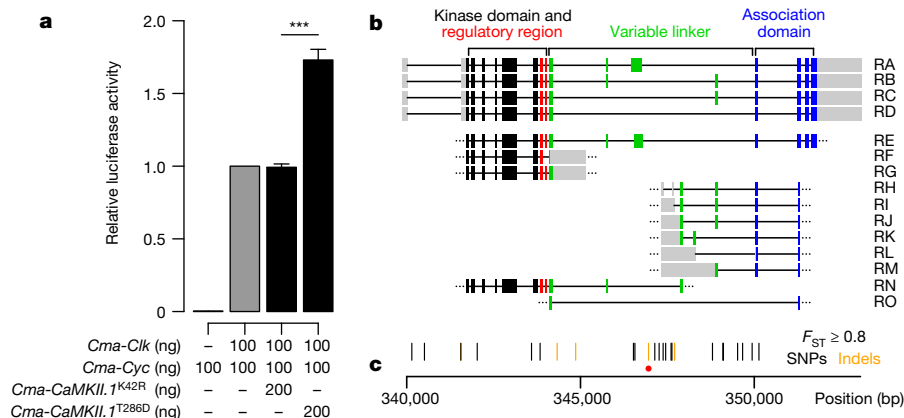 a
Relative luciferase activity
2.0
1.5
1.0
0.5
0
***
Cma-Clk (ng) – 100 100 100
Cma-Cyc (ng) 100 100 100 100
Cma-CaMKII.1K42R (ng) – – 200 –
Cma-CaMKII.1T286D (ng) – – – 200
b
Kinase domain and
regulatory region
Variable linker
Association
domain
RA
RB
RC
RD
RE
RF
RG
RH
RI
RJ
RK
RL
RM
RN
RO
FST ≥ 0.8
SNPs Indels
c
340,000 345,000 350,000 Position (bp)